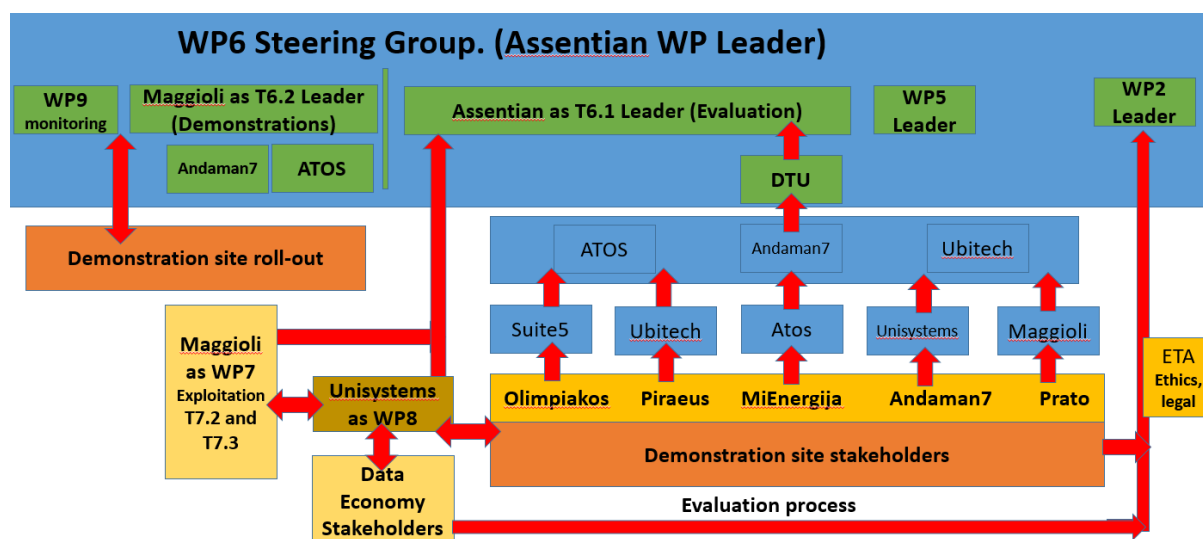 WP6 Steering Group. (Assentian WP Leader)
WP9
monitoring
Maggioli as T6.2 Leader
(Demonstrations)
Andaman7
ATOS
Assentian as T6.1 Leader (Evaluation)
WP5
Leader
WP2
Leader
DTU
Demonstration site roll-out
ATOS
Andaman7
Ubitech
Suite5
Ubitech
Atos
Unisystems
Maggioli
Maggioli
as WP7
Exploitation
T7.2 and
T7.3
Unisystems
as WP8
Olimpiakos
Piraeus
MiEnergija
Andaman7
Prato
ETA
Ethics,
legal
Demonstration site stakeholders
Data
Economy
Stakeholders
Evaluation process